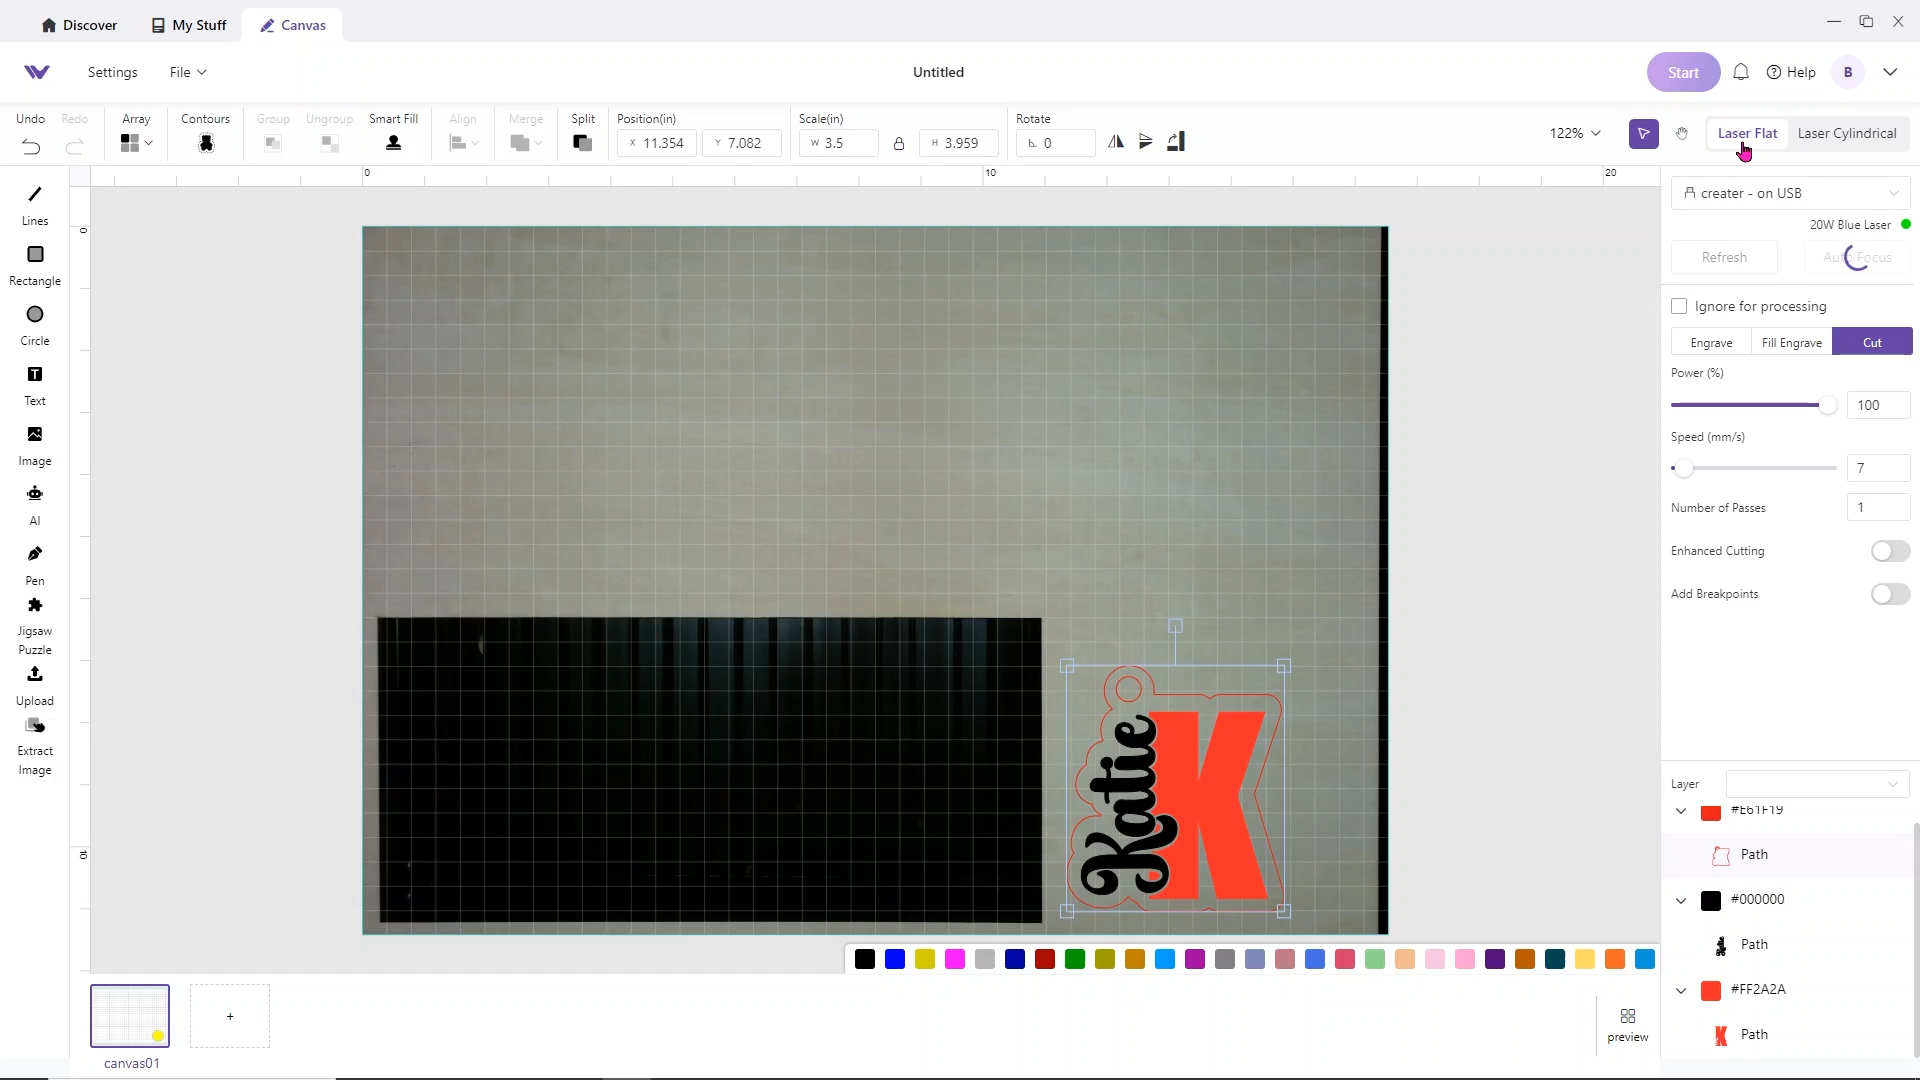 Discover My Stuff Canvas
Settings File Untitled Start Help B
Undo Redo Array Contours Group Ungroup Smart Fill Align Merge Split Position(in) Scale(in) Rotate
X 11.354 Y 7.082 W 3.5 H 3.959 0 122% Laser Flat Laser Cylindrical
0 10 20
0
10
Lines
Rectangle
Circle
Text
Image
AI
Pen
Jigsaw
Puzzle
Upload
Extract
Image
Katie
K
creater - on USB
20W Blue Laser
Refresh Auto Focus
Ignore for processing
Engrave Fill Engrave Cut
Power (%)
100
Speed (mm/s)
7
Number of Passes 1
Enhanced Cutting
Add Breakpoints
Layer
#E61F19
Path
#000000
Path
#FF2A2A
Path
+
preview
canvas01